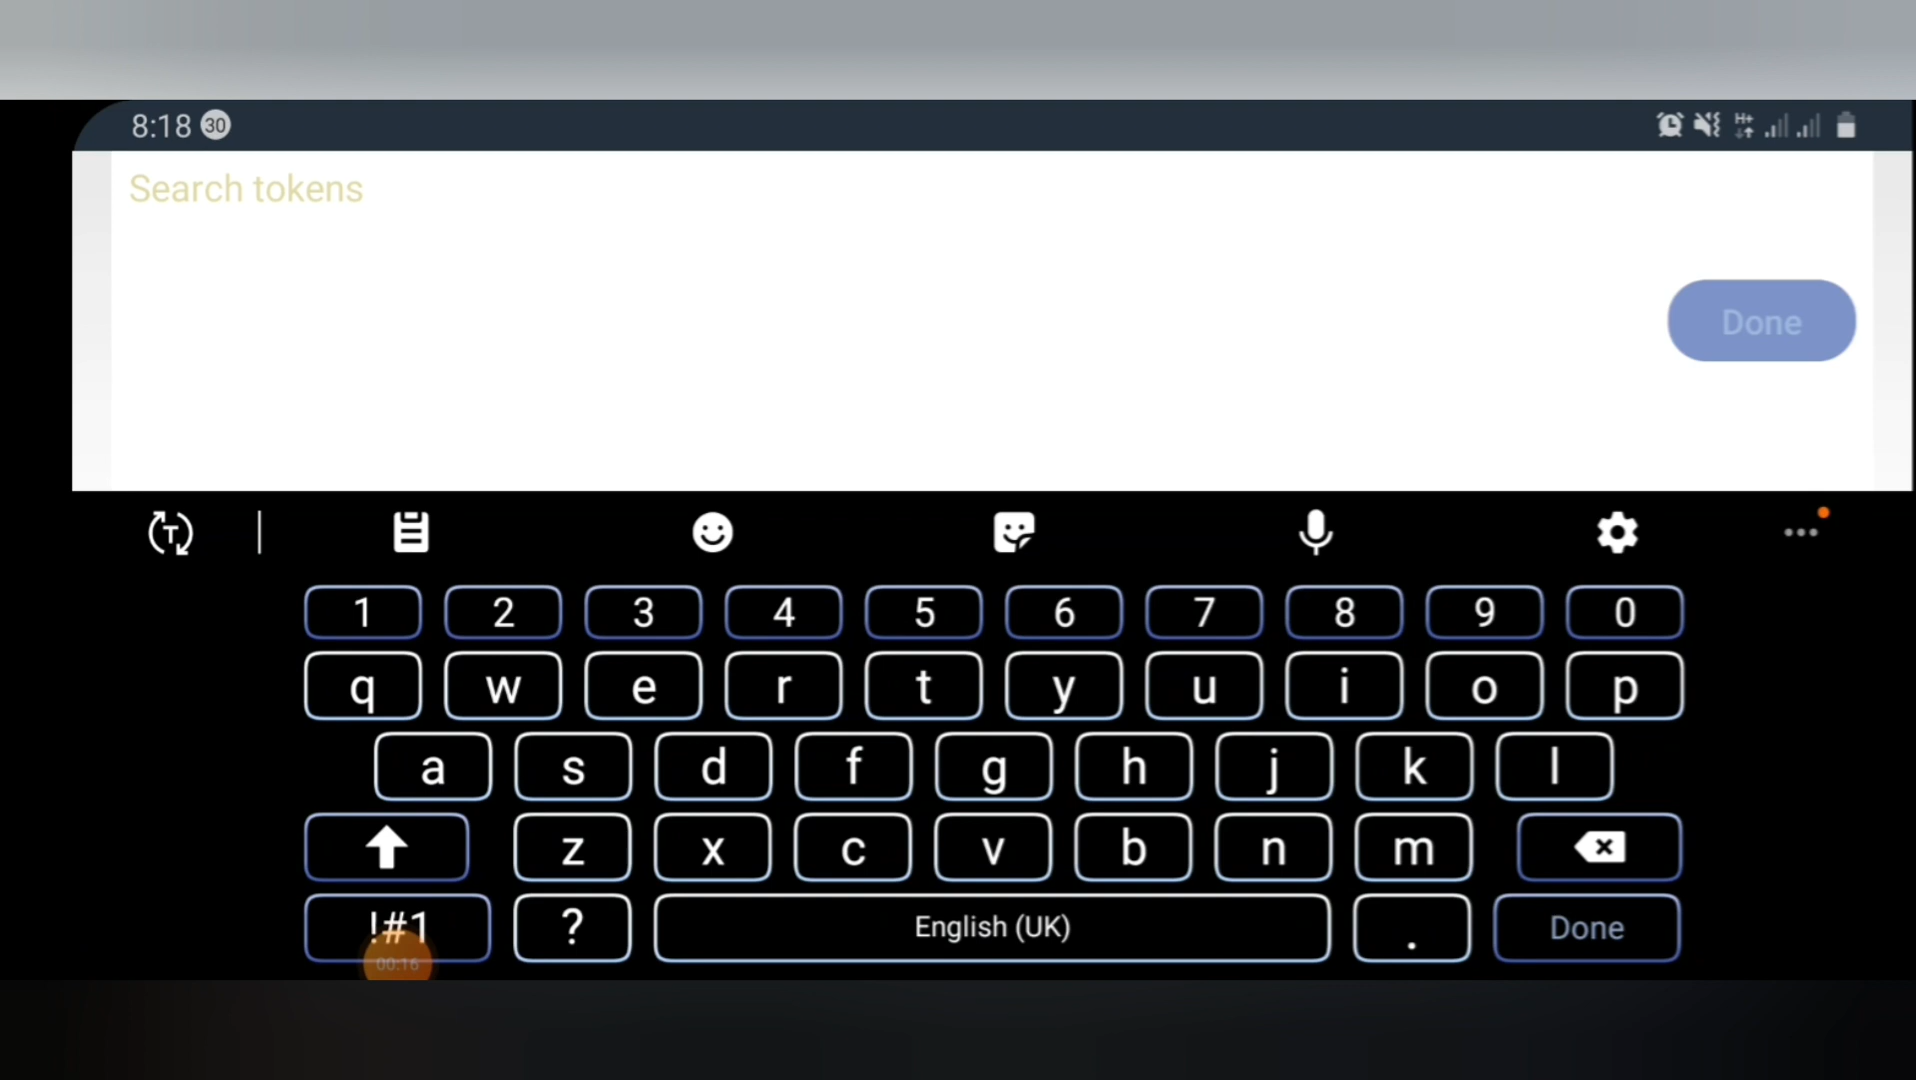 8:18 30
H+
Search tokens
Done
T
1 2 3 4 5 6 7 8 9 0
q w e r t y u i o p
a s d f g h j k l
z x c v b n m
!#1 ? English (UK) . Done
00:16